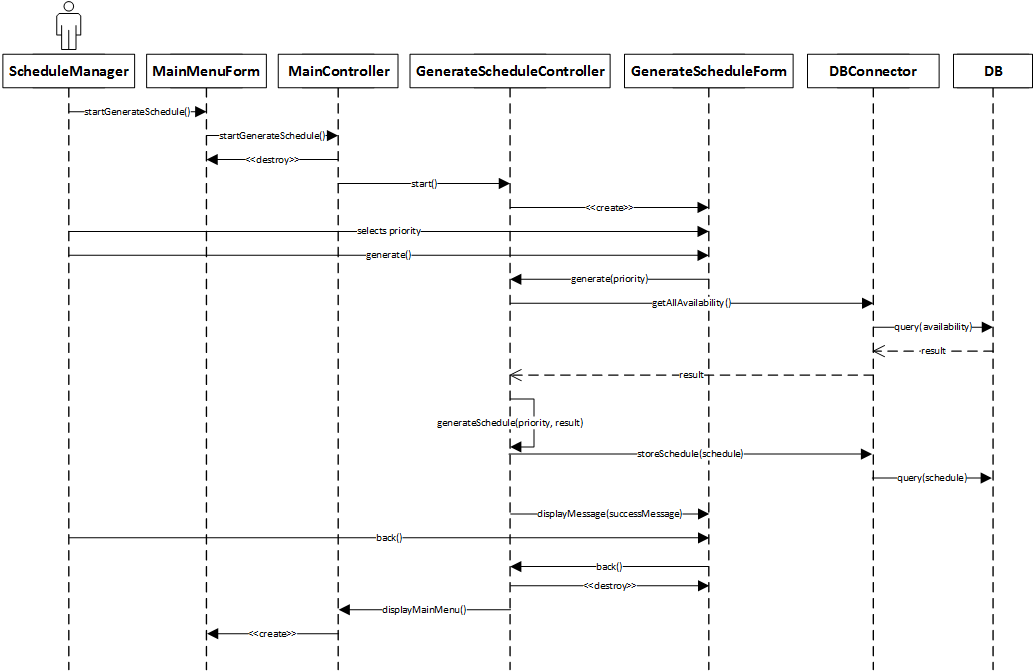 ScheduleManager
MainMenuForm
MainController
GenerateScheduleController
GenerateScheduleForm
DBConnector
DB
startGenerateSchedule()
startGenerateSchedule()
<<destroy>>
start()
<<create>>
selects priority
generate()
generate(priority)
getAllAvailability()
query(availability)
result
result
generateSchedule(priority, result)
storeSchedule(schedule)
query(schedule)
displayMessage(successMessage)
back()
back()
<<destroy>>
displayMainMenu()
<<create>>